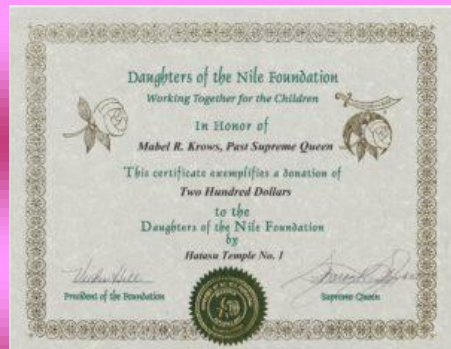 Daughters of the Nile Foundation
Working Together for the Children
In Honor of
Mabel R. Krows, Past Supreme Queen
This certificate exemplifies a donation of
Two Hundred Dollars
to the
Daughters of the Nile Foundation
by
Hatasu Temple No. 1
President of the Foundation
Supreme Queen